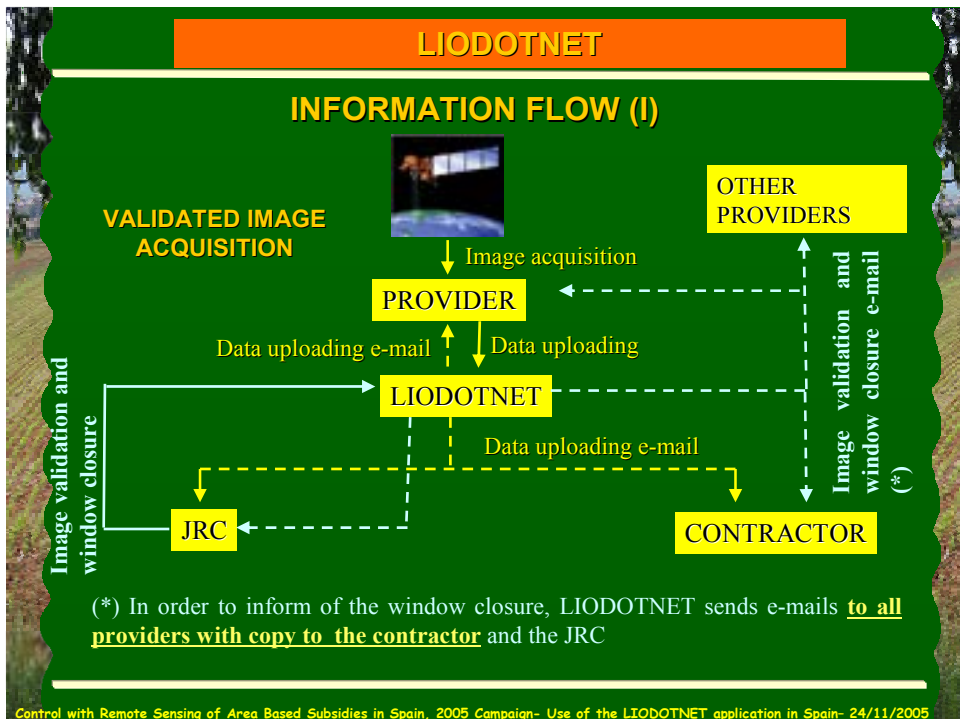 LIODOTNET
INFORMATION FLOW (I)
OTHER
PROVIDERS
VALIDATED IMAGE
ACQUISITION
Image acquisition
PROVIDER
Data uploading e-mail
Data uploading
LIODOTNET
Data uploading e-mail
Image validation and
window closure
Image validation and
window closure e-mail
(*)
JRC
CONTRACTOR
(*) In order to inform of the window closure, LIODOTNET sends e-mails to all
providers with copy to the contractor and the JRC
Control with Remote Sensing of Area Based Subsidies in Spain, 2005 Campaign- Use of the LIODOTNET application in Spain- 24/11/2005